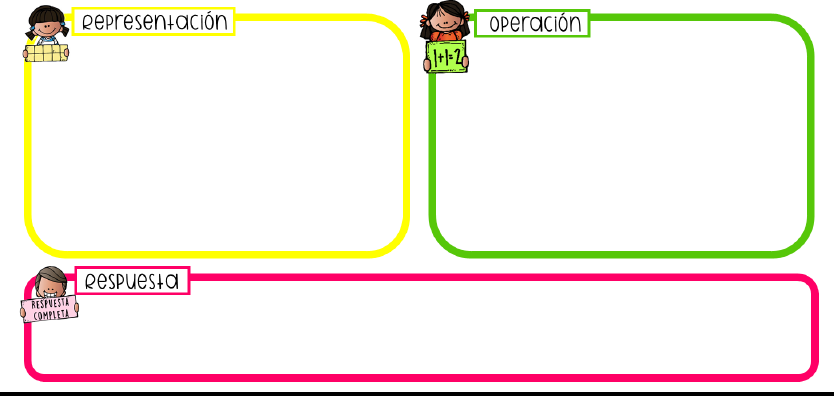 Representación
Operación
1+1=2
Respuesta
RESPUESTA
COMPLETA